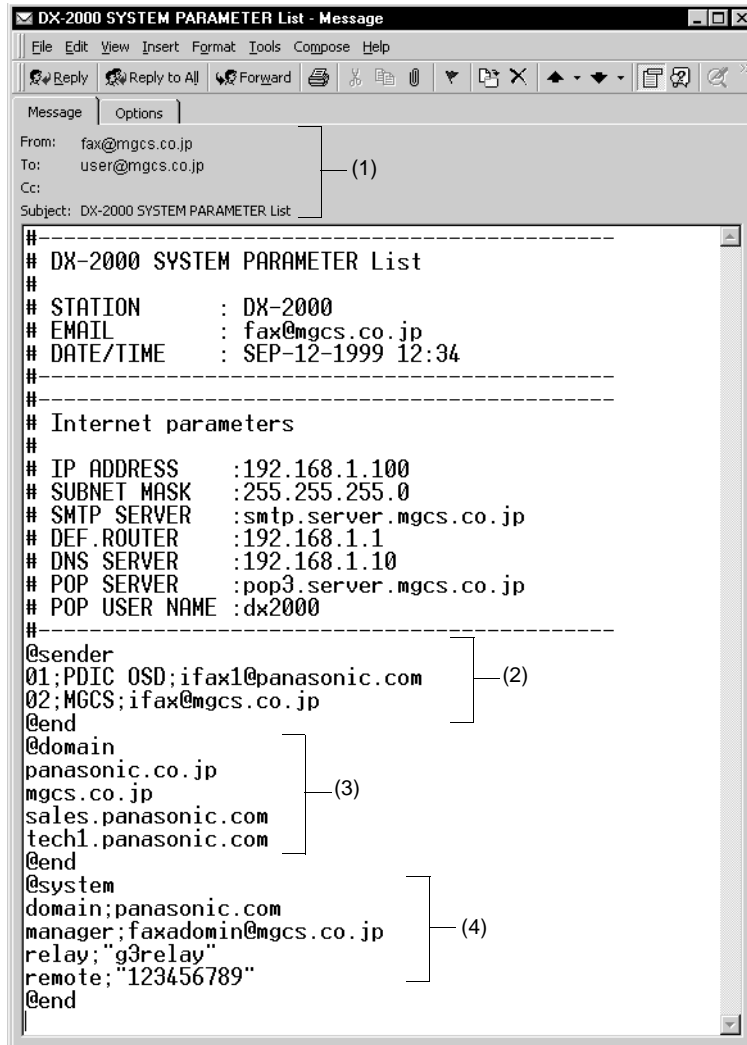 DX-2000 SYSTEM PARAMETER List - Message
File Edit View Insert Format Tools Compose Help
Reply Reply to All Forward
Message Options
From: fax@mgcs.co.jp
To: user@mgcs.co.jp
(1)
Cc:
Subject: DX-2000 SYSTEM PARAMETER List
#---------------------------------------------
# DX-2000 SYSTEM PARAMETER List
#
# STATION : DX-2000
# EMAIL : fax@mgcs.co.jp
# DATE/TIME : SEP-12-1999 12:34
#---------------------------------------------
#---------------------------------------------
# Internet parameters
#
# IP ADDRESS :192.168.1.100
# SUBNET MASK :255.255.255.0
# SMTP SERVER :smtp.server.mgcs.co.jp
# DEF.ROUTER :192.168.1.1
# DNS SERVER :192.168.1.10
# POP SERVER :pop3.server.mgcs.co.jp
# POP USER NAME :dx2000
#---------------------------------------------
@sender
01;PDIC OSD;ifax1@panasonic.com
(2)
02;MGCS;ifax@mgcs.co.jp
@end
@domain
panasonic.co.jp
mgcs.co.jp
(3)
sales.panasonic.com
tech1.panasonic.com
@end
@system
domain;panasonic.com
manager;faxadomin@mgcs.co.jp
(4)
relay;"g3relay"
remote;"123456789"
@end